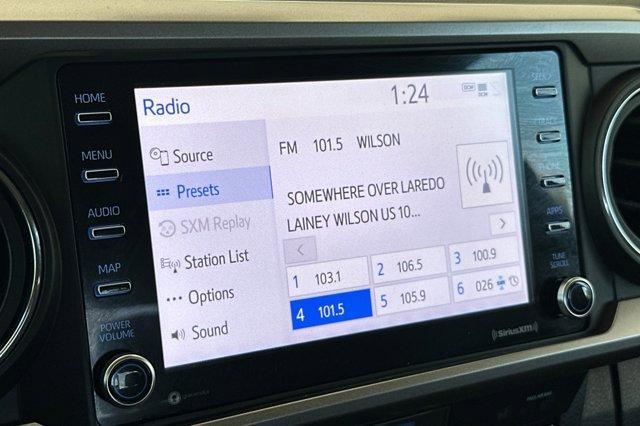 HOME
MENU
AUDIO
MAP
POWER
VOLUME
Radio
1:24
DCM
DCM
Source
Presets
SXM Replay
Station List
Options
Sound
FM 101.5 WILSON
SOMEWHERE OVER LAREDO
LAINEY WILSON US 10...
<
>
1 103.1
2 106.5
3 100.9
4 101.5
5 105.9
6 026
SEEK
TRACK
APPS
TUNE
SCROLL
SiriusXM